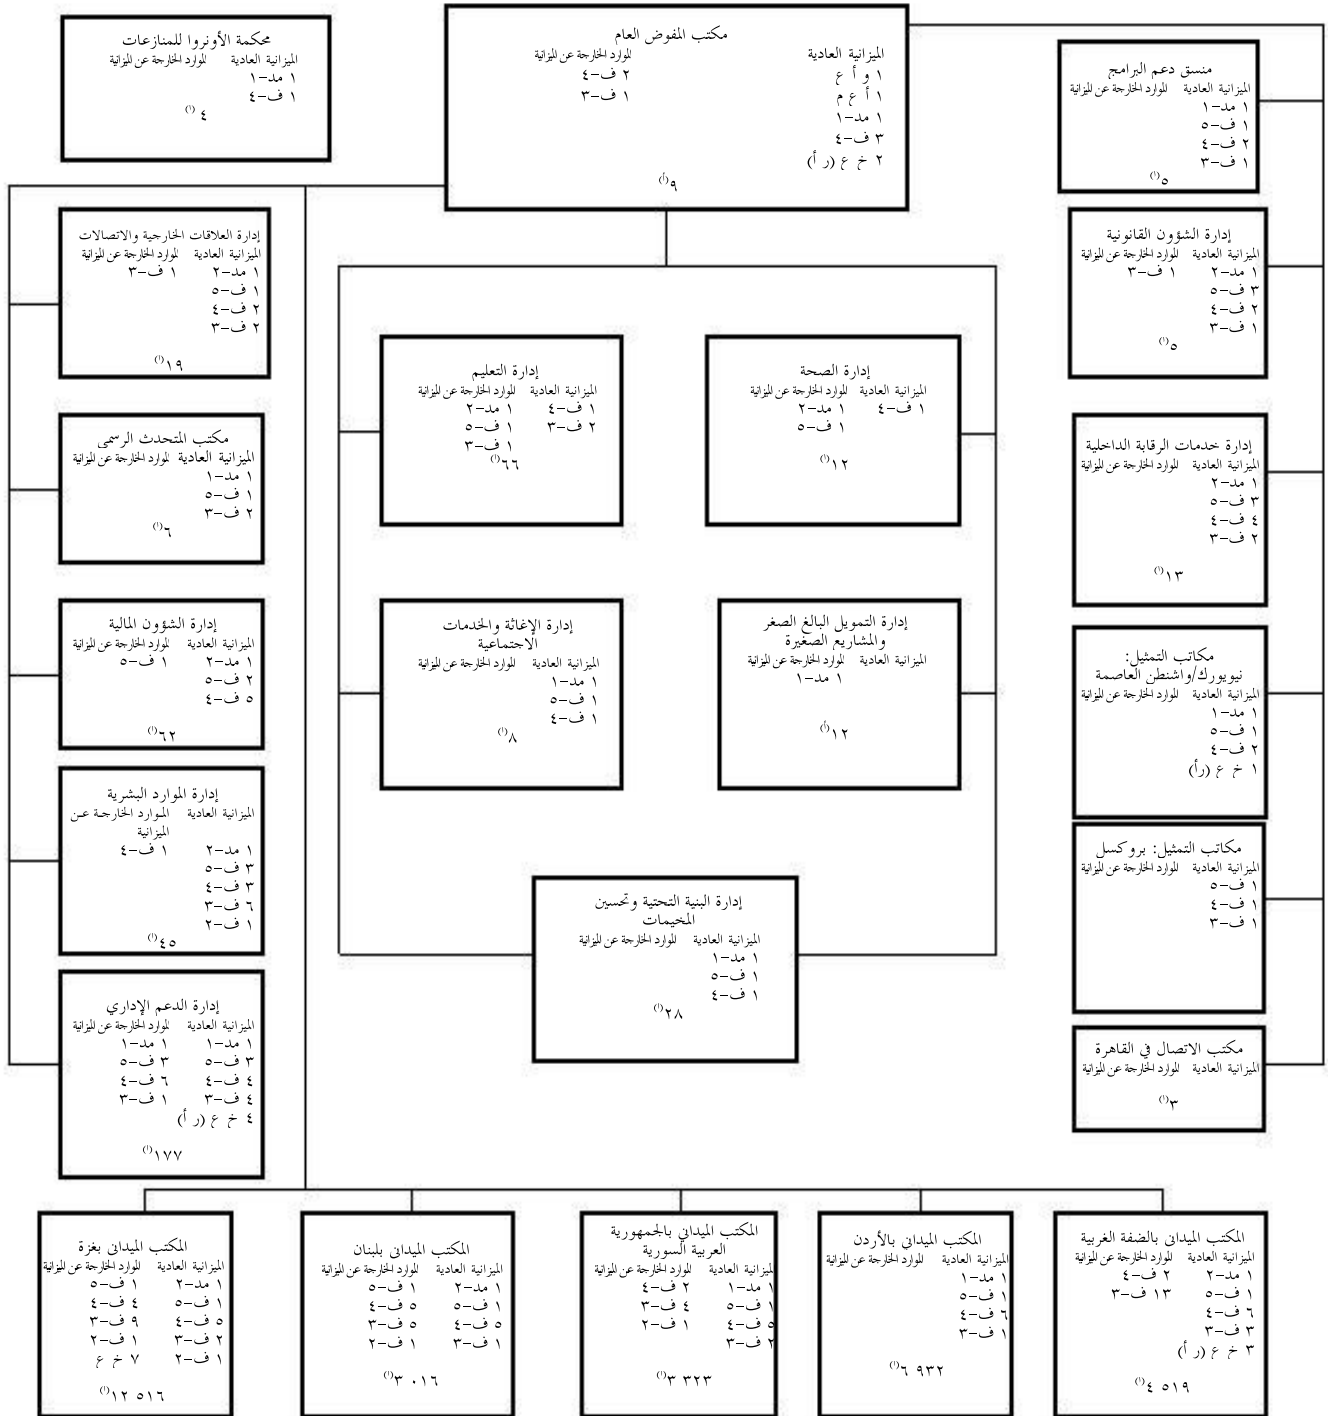 مكتب المفوض العام
الميزانية العادية الموارد الخارجة عن الميزانية
١ و أ ع ٢ ف-٤
١ أ ع م ١ ف-٣
١ مد-١
٣ ف-٤
٢ خ ع (ر أ)
٩(أ)
محكمة الأونروا للمنازعات
الميزانية العادية الموارد الخارجة عن الميزانية
١ مد-١
١ ف-٤
٤ (أ)
منسق دعم البرامج
الميزانية العادية الموارد الخارجة عن الميزانية
١ مد-١
١ ف-٥
٢ ف-٤
١ ف-٣
٥(أ)
إدارة الشؤون القانونية
الميزانية العادية الموارد الخارجة عن الميزانية
١ مد-٢ ١ ف-٣
٣ ف-٥
٢ ف-٤
١ ف-٣
٥(أ)
إدارة خدمات الرقابة الداخلية
الميزانية العادية الموارد الخارجة عن الميزانية
١ مد-٢
٣ ف-٥
٤ ف-٤
٢ ف-٣
١٣(أ)
مكاتب التمثيل:
نيويورك/واشنطن العاصمة
الميزانية العادية الموارد الخارجة عن الميزانية
١ مد-١
١ ف-٥
٢ ف-٤
١ خ ع (رأ)
مكاتب التمثيل: بروكسل
الميزانية العادية الموارد الخارجة عن الميزانية
١ ف-٥
١ ف-٤
١ ف-٣
مكتب الاتصال في القاهرة
الميزانية العادية الموارد الخارجة عن الميزانية
٣(أ)
إدارة الصحة
الميزانية العادية الموارد الخارجة عن الميزانية
١ ف-٤ ١ مد-٢
١ ف-٥
١٢(أ)
إدارة التعليم
الميزانية العادية الموارد الخارجة عن الميزانية
١ ف-٤ ١ مد-٢
٢ ف-٣ ١ ف-٥
١ ف-٣
٦٦(أ)
إدارة التمويل البالغ الصغر
والمشاريع الصغيرة
الميزانية العادية الموارد الخارجة عن الميزانية
١ مد-١
١٢(أ)
إدارة الإغاثة والخدمات
الاجتماعية
الميزانية العادية الموارد الخارجة عن الميزانية
١ مد-١
١ ف-٥
١ ف-٤
٨(أ)
إدارة البنية التحتية وتحسين
المخيمات
الميزانية العادية الموارد الخارجة عن الميزانية
١ مد-١
١ ف-٥
١ ف-٤
٢٨(أ)
إدارة العلاقات الخارجية والاتصالات
الميزانية العادية الموارد الخارجة عن الميزانية
١ مد-٢ ١ ف-٣
١ ف-٥
٢ ف-٤
٢ ف-٣
١٩(أ)
مكتب المتحدث الرسمي
الميزانية العادية الموارد الخارجة عن الميزانية
١ مد-١
١ ف-٥
٢ ف-٣
٦(أ)
إدارة الشؤون المالية
الميزانية العادية الموارد الخارجة عن الميزانية
١ مد-٢ ١ ف-٥
٢ ف-٥
٥ ف-٤
٦٢(أ)
إدارة الموارد البشرية
الميزانية العادية الموارد الخارجة عن
الميزانية
١ مد-٢ ١ ف-٤
٣ ف-٥
٣ ف-٤
٦ ف-٣
١ ف-٢
٤٥(أ)
إدارة الدعم الإداري
الميزانية العادية الموارد الخارجة عن الميزانية
١ مد-١ ١ مد-١
٣ ف-٥ ٣ ف-٥
٤ ف-٤ ٦ ف-٤
٤ ف-٣ ١ ف-٣
٤ خ ع (ر أ)
١٧٧(أ)
المكتب الميداني بالضفة الغربية
الميزانية العادية الموارد الخارجة عن الميزانية
١ مد-٢ ٢ ف-٤
١ ف-٥ ١٣ ف-٣
٦ ف-٤
٣ ف-٣
٣ خ ع (ر أ)
٤ ٥١٩(أ)
المكتب الميداني بالأردن
الميزانية العادية الموارد الخارجة عن الميزانية
١ مد-١
١ ف-٥
٦ ف-٤
١ ف-٣
٦ ٩٣٢(أ)
المكتب الميداني بالجمهورية
العربية السورية
الميزانية العادية الموارد الخارجة عن الميزانية
١ مد-١ ٢ ف-٤
١ ف-٥ ٤ ف-٣
٥ ف-٤ ١ ف-٢
٢ ف-٣
٣ ٣٢٣(أ)
المكتب الميداني بلبنان
الميزانية العادية الموارد الخارجة عن الميزانية
١ مد-٢ ١ ف-٥
١ ف-٥ ٥ ف-٤
٥ ف-٤ ٥ ف-٣
١ ف-٣ ١ ف-٢
٣ ٠١٦(أ)
المكتب الميداني بغزة
الميزانية العادية الموارد الخارجة عن الميزانية
١ مد-٢ ١ ف-٥
١ ف-٥ ٤ ف-٤
٥ ف-٤ ٩ ف-٣
٢ ف-٣ ١ ف-٢
١ ف-٢ ٧ خ ع
١٢ ٥١٦(أ)